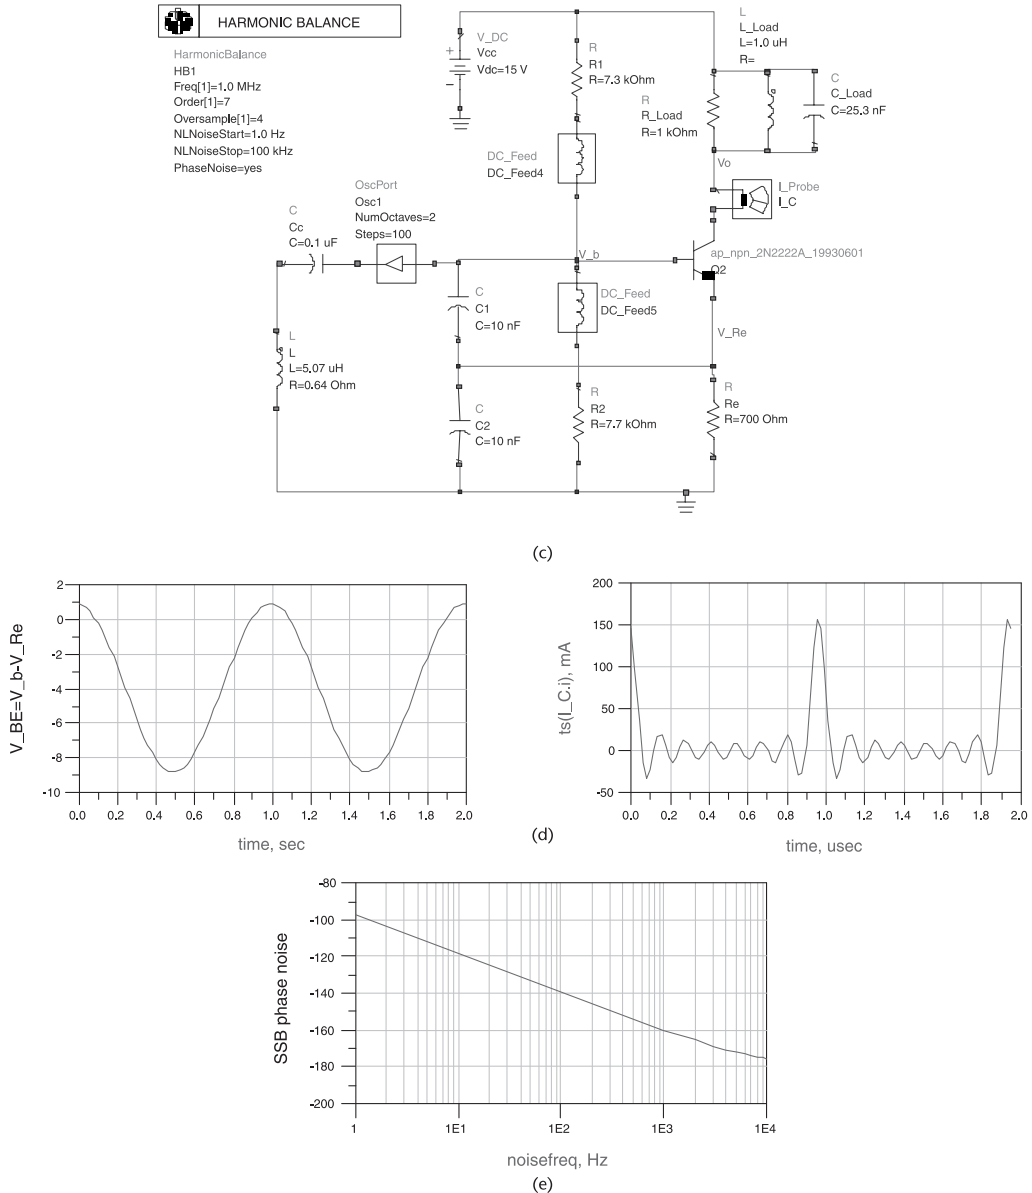 HARMONIC BALANCE
HarmonicBalance
HB1
Freq[1]=1.0 MHz
Order[1]=7
Oversample[1]=4
NLNoiseStart=1.0 Hz
NLNoiseStop=100 kHz
PhaseNoise=yes
V_DC
Vcc
Vdc=15 V
+
−
R
R1
R=7.3 kOhm
L
L_Load
L=1.0 uH
R=
C
C_Load
C=25.3 nF
R
R_Load
R=1 kOhm
DC_Feed
DC_Feed4
Vo
I_Probe
I_C
OscPort
Osc1
NumOctaves=2
Steps=100
C
Cc
C=0.1 uF
V_b
ap_npn_2N2222A_19930601
Q2
C
C1
C=10 nF
DC_Feed
DC_Feed5
V_Re
L
L
L=5.07 uH
R=0.64 Ohm
C
C2
C=10 nF
R
R2
R=7.7 kOhm
R
Re
R=700 Ohm
(c)
V_BE=V_b-V_Re
2
0
-2
-4
-6
-8
-10
0.0 0.2 0.4 0.6 0.8 1.0 1.2 1.4 1.6 1.8 2.0
time, sec
ts(I_C.i), mA
200
150
100
50
0
-50
0.0 0.2 0.4 0.6 0.8 1.0 1.2 1.4 1.6 1.8 2.0
time, usec
(d)
SSB phase noise
-80
-100
-120
-140
-160
-180
-200
1 1E1 1E2 1E3 1E4
noisefreq, Hz
(e)